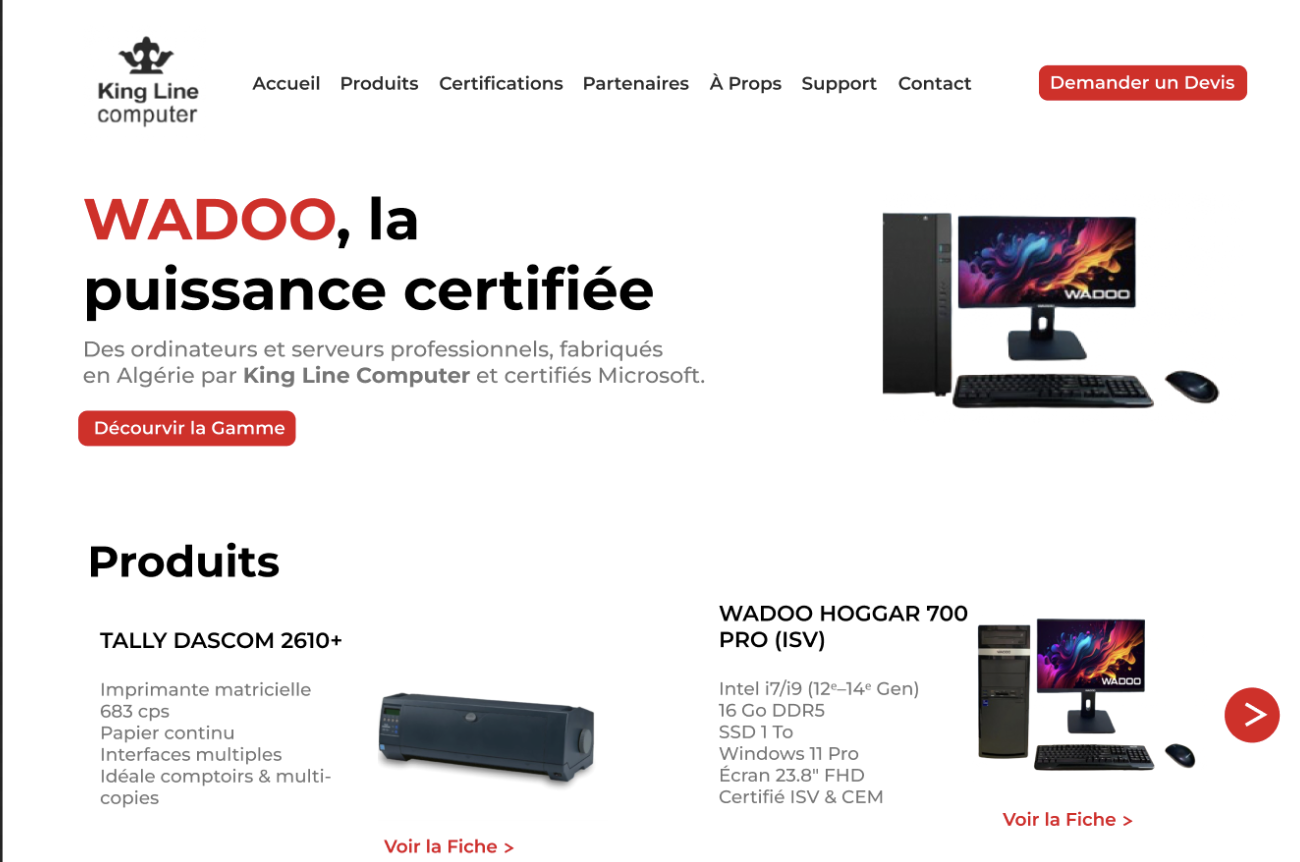 King Line
computer
Accueil Produits Certifications Partenaires À Props Support Contact
Demander un Devis
WADOO, la
puissance certifiée
Des ordinateurs et serveurs professionnels, fabriqués
en Algérie par King Line Computer et certifiés Microsoft.
Décourvir la Gamme
WADOO
Produits
TALLY DASCOM 2610+
Imprimante matricielle
683 cps
Papier continu
Interfaces multiples
Idéale comptoirs & multi-
copies
Voir la Fiche >
WADOO HOGGAR 700
PRO (ISV)
Intel i7/i9 (12ᵉ–14ᵉ Gen)
16 Go DDR5
SSD 1 To
Windows 11 Pro
Écran 23.8" FHD
Certifié ISV & CEM
WADOO
Voir la Fiche >
>